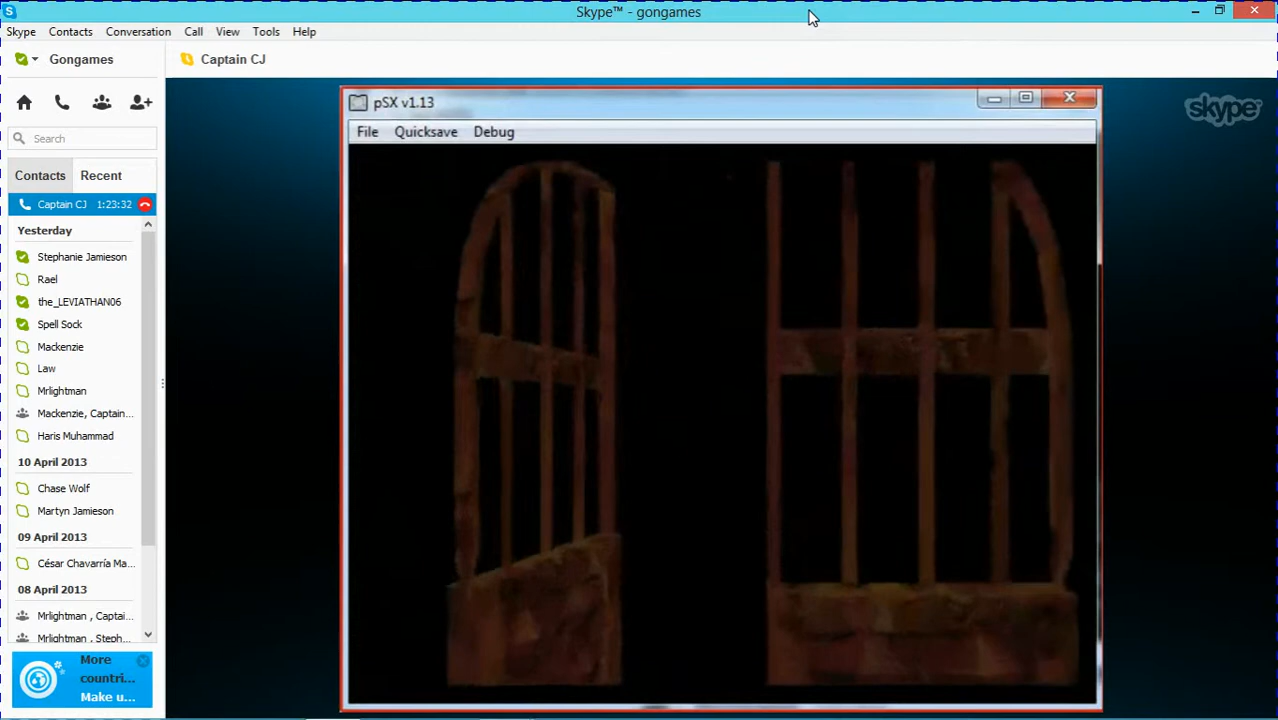 Skype™ - gongames
Skype Contacts Conversation Call View Tools Help
Gongames
Captain CJ
skype
Search
Contacts Recent
Captain CJ 1:23:32
Yesterday
Stephanie Jamieson
Rael
the_LEVIATHAN06
Spell Sock
Mackenzie
Law
Mrlightman
Mackenzie, Captain...
Haris Muhammad
10 April 2013
Chase Wolf
Martyn Jamieson
09 April 2013
César Chavarría Ma...
08 April 2013
Mrlightman , Captai...
Mrlightman , Steph...
More
countri...
Make u...
pSX v1.13
File Quicksave Debug